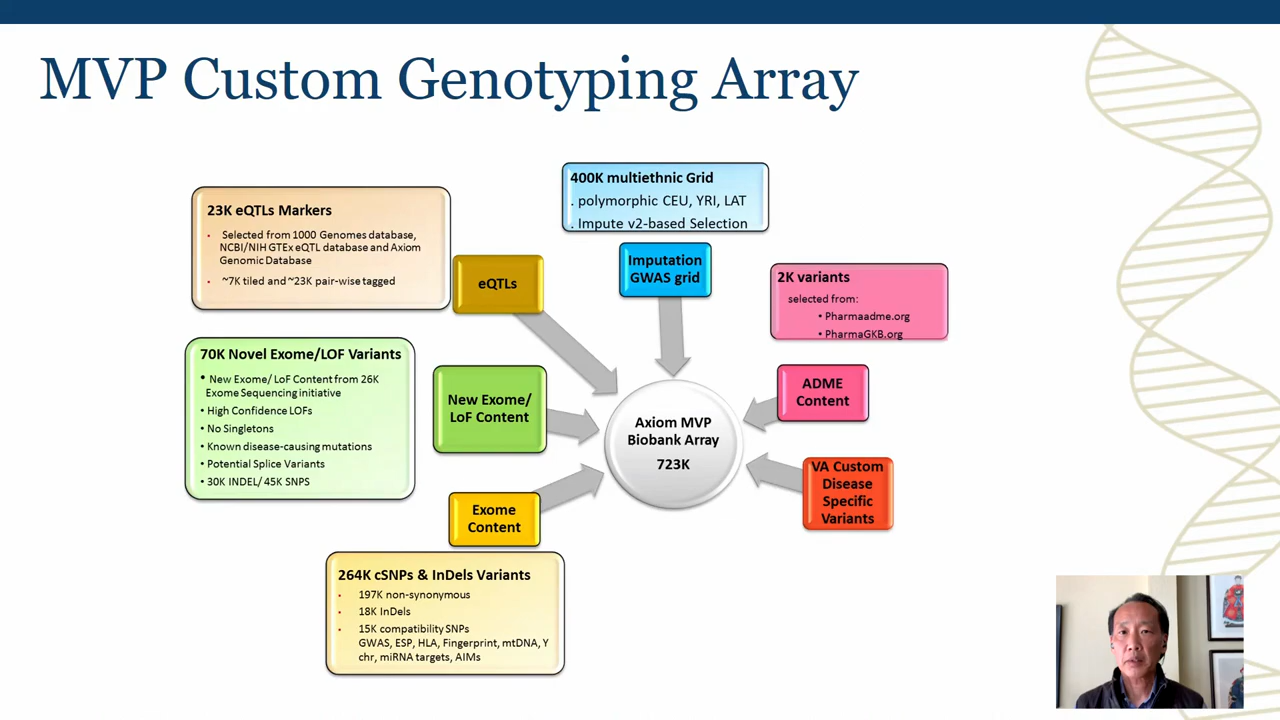 MVP Custom Genotyping Array
23K eQTLs Markers
• Selected from 1000 Genomes database,
NCBI/NIH GTEx eQTL database and Axiom
Genomic Database
• ~7K tiled and ~23K pair-wise tagged
eQTLs
400K multiethnic Grid
. polymorphic CEU, YRI, LAT
. Impute v2-based Selection
Imputation
GWAS grid
2K variants
selected from:
• Pharmaadme.org
• PharmaGKB.org
ADME
Content
70K Novel Exome/LOF Variants
• New Exome/ LoF Content from 26K
Exome Sequencing initiative
• High Confidence LOFs
• No Singletons
• Known disease-causing mutations
• Potential Splice Variants
• 30K INDEL/ 45K SNPS
New Exome/
LoF Content
Axiom MVP
Biobank Array
723K
VA Custom
Disease
Specific
Variants
Exome
Content
264K cSNPs & InDels Variants
• 197K non-synonymous
• 18K InDels
• 15K compatibility SNPs
GWAS, ESP, HLA, Fingerprint, mtDNA, Y
chr, miRNA targets, AIMs